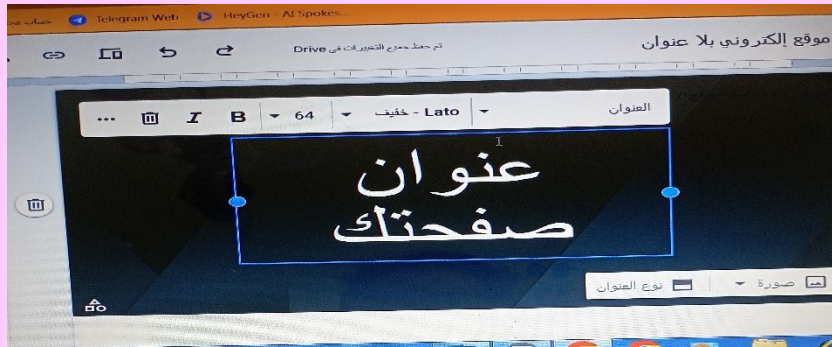 Telegram Web
HeyGen - AI Spokes...
موقع إلكتروني بلا عنوان
تم حفظ جميع التغييرات في Drive
العنوان
Lato - خفيف
64
B
I
عنوان
صفحتك
صورة
نوع العنوان